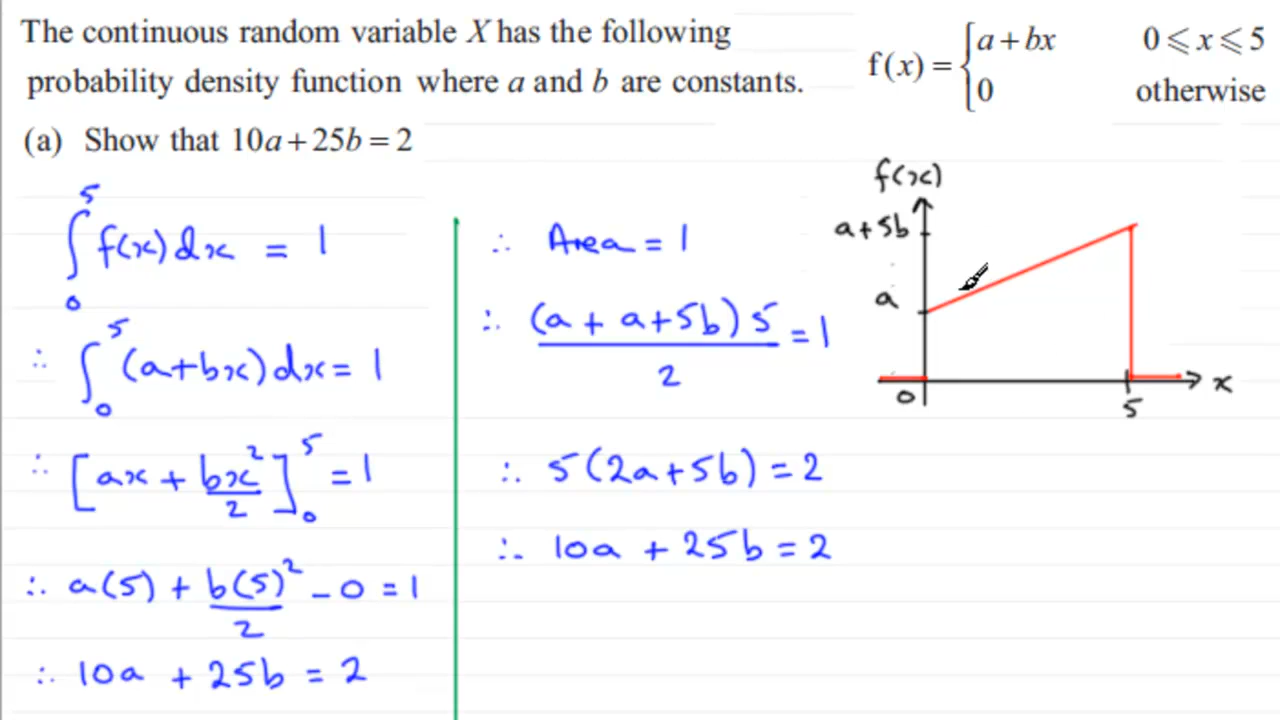 The continuous random variable X has the following
probability density function where a and b are constants.
f(x) = { a + bx 0 ⩽ x ⩽ 5
0 otherwise
(a) Show that 10a + 25b = 2
∫₀⁵ f(x) dx = 1
∴ ∫₀⁵ (a+bx) dx = 1
∴ [ax + bx²/2]₀⁵ = 1
∴ a(5) + b(5)²/2 - 0 = 1
∴ 10a + 25b = 2
∴ Area = 1
∴ (a + a+5b) 5/2 = 1
∴ 5(2a+5b) = 2
∴ 10a + 25b = 2
f(x)
a+5b
a
0
5
x